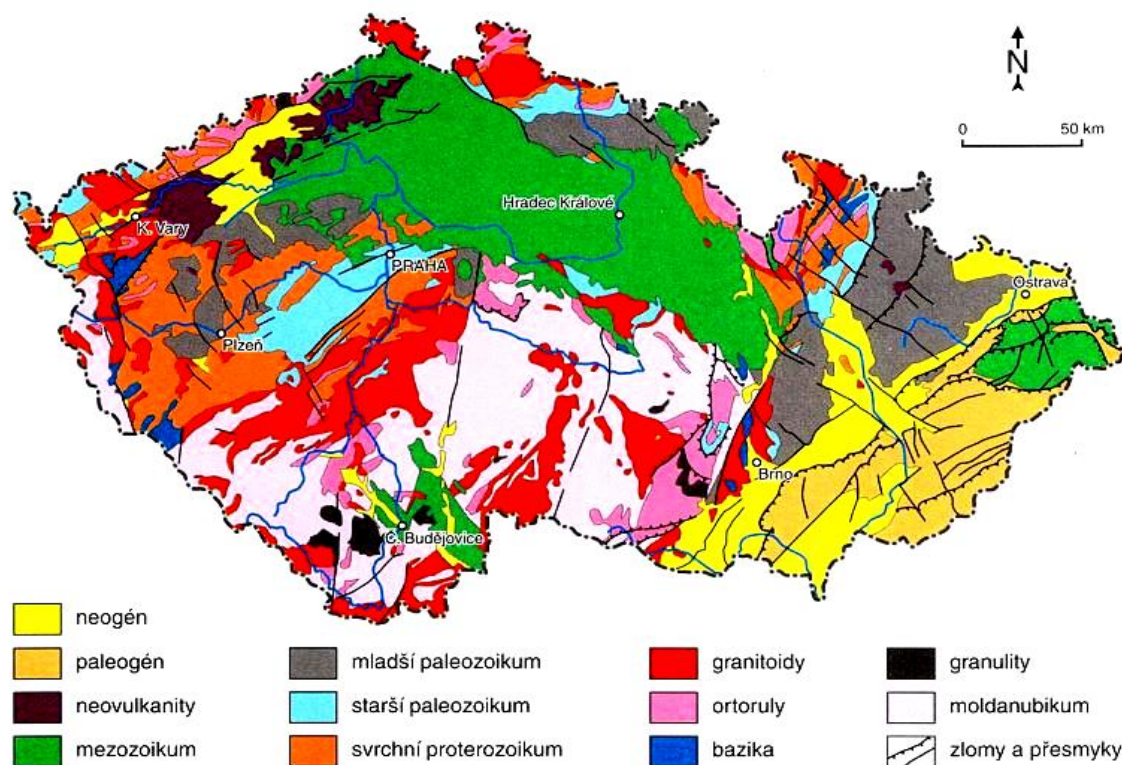 N
0 50 km
Hradec Králové
K. Vary
PRAHA
Ostrava
Plzeň
Brno
Č. Budějovice
neogén
paleogén
neovulkanity
mezozoikum
mladší paleozoikum
starší paleozoikum
svrchní proterozoikum
granitoidy
ortoruly
bazika
granulity
moldanubikum
zlomy a přesmyky